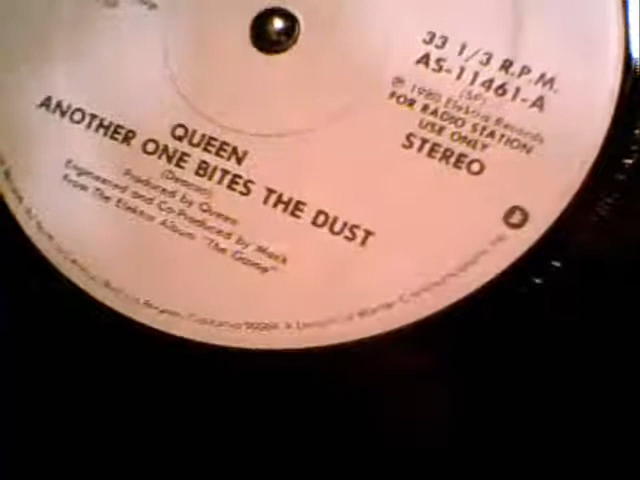 33 1/3 R.P.M.
AS-11461-A
(SP)
℗ 1980 Elektra Records
FOR RADIO STATION
USE ONLY
STEREO
QUEEN
ANOTHER ONE BITES THE DUST
(Deacon)
Produced by Queen
Engineered and Co-Produced by Mack
From The Elektra Album "The Game"